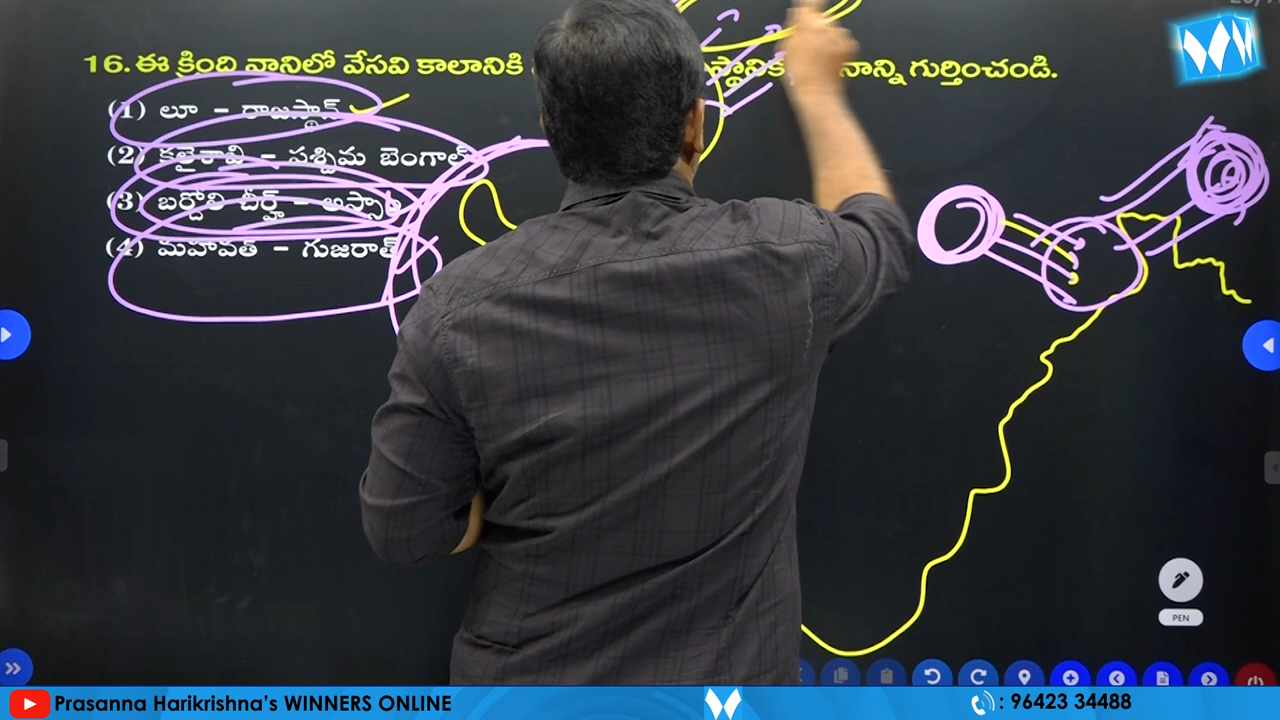 16. ఈ క్రింది వానిలో వేసవి కాలానికి గుర్తించండి.
(1) లూ – రాజస్థాన్
(2) కలైశాఖి – పశ్చిమ బెంగాల్
(3) బర్డోలి చీర్హ్ – అస్సాం
(4) మహావత్ – గుజరాత్
PEN
Prasanna Harikrishna's WINNERS ONLINE
: 96423 34488